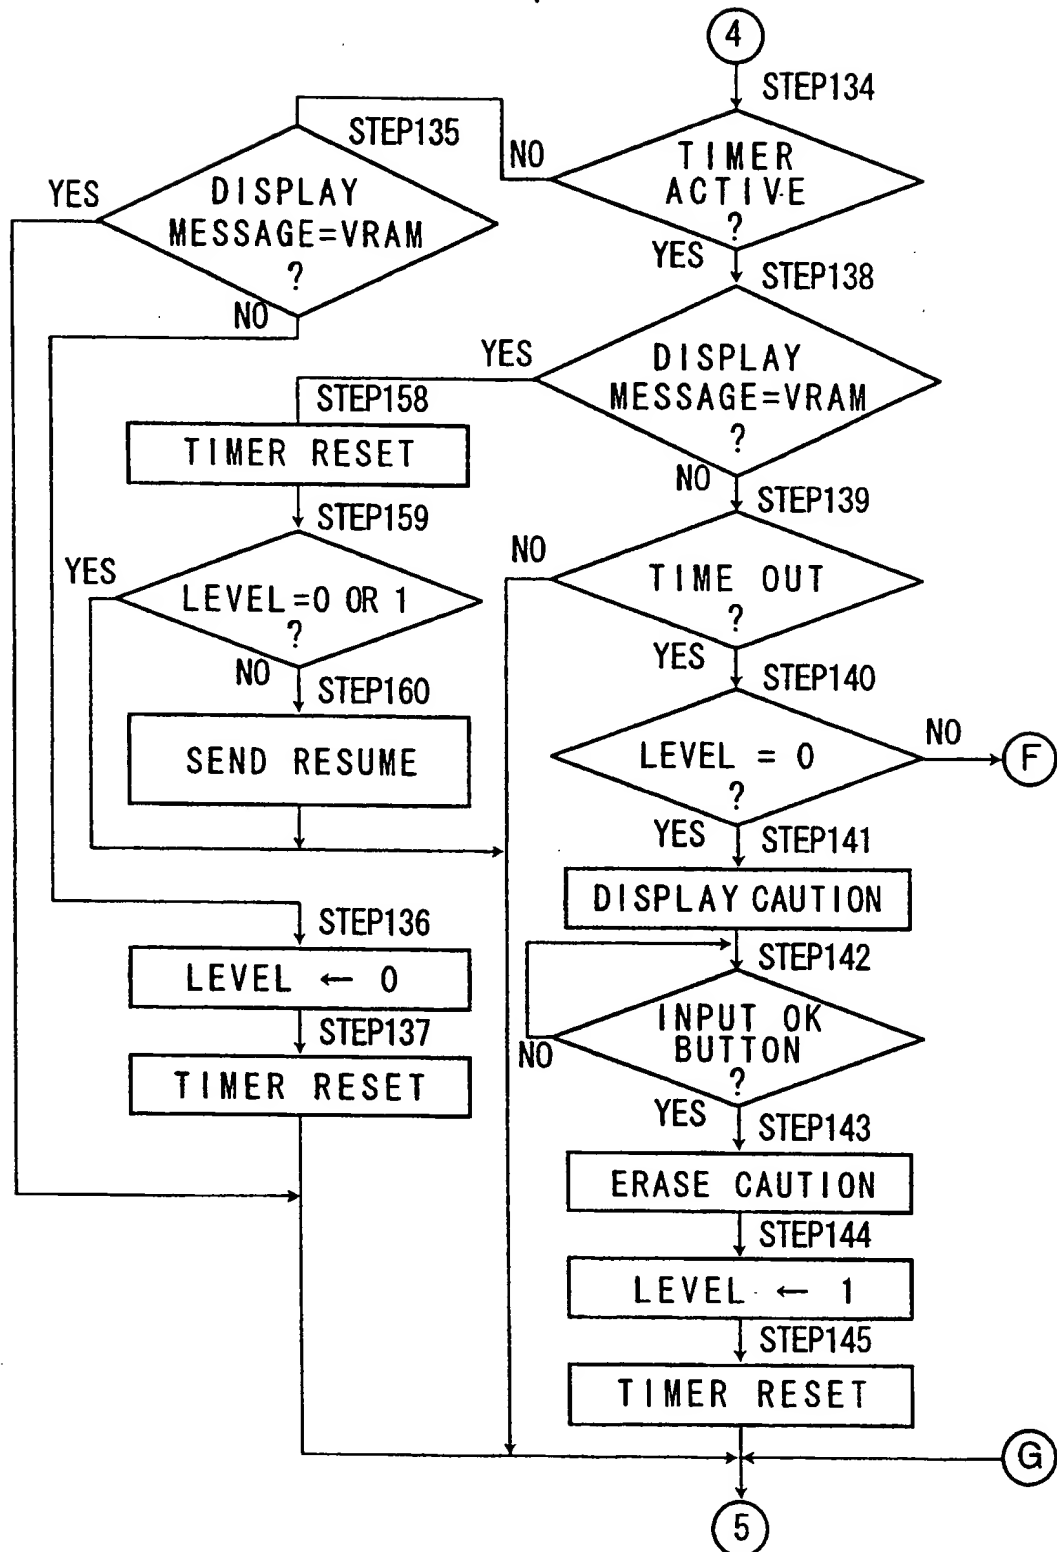 4
STEP134
TIMER
ACTIVE
?
NO
YES
STEP135
DISPLAY
MESSAGE=VRAM
?
YES
NO
STEP138
DISPLAY
MESSAGE=VRAM
?
YES
NO
STEP158
TIMER RESET
STEP159
LEVEL=0 OR 1
?
YES
NO
STEP160
SEND RESUME
STEP139
TIME OUT
?
NO
YES
STEP140
LEVEL = 0
?
NO
F
YES
STEP141
DISPLAY CAUTION
STEP136
LEVEL ← 0
STEP137
TIMER RESET
STEP142
INPUT OK
BUTTON
?
NO
YES
STEP143
ERASE CAUTION
STEP144
LEVEL ← 1
STEP145
TIMER RESET
G
5